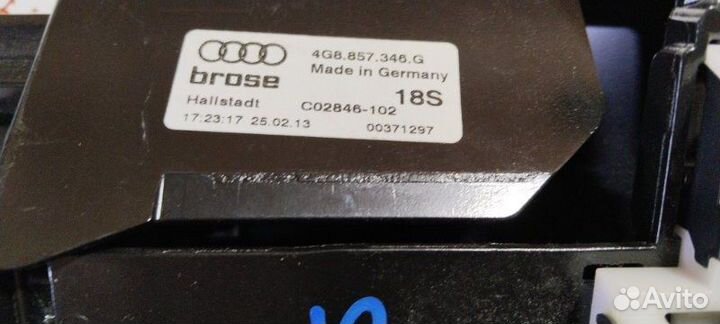 4G8.857.346.G
Made in Germany
brose
18S
Hallstadt C02846-102
17:23:17 25.02.13 00371297
Avito